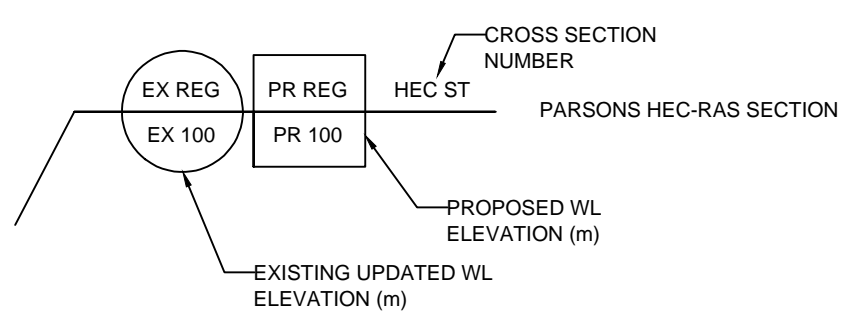 CROSS SECTION
NUMBER
EX REG
PR REG
HEC ST
EX 100
PR 100
PARSONS HEC-RAS SECTION
PROPOSED WL
ELEVATION (m)
EXISTING UPDATED WL
ELEVATION (m)